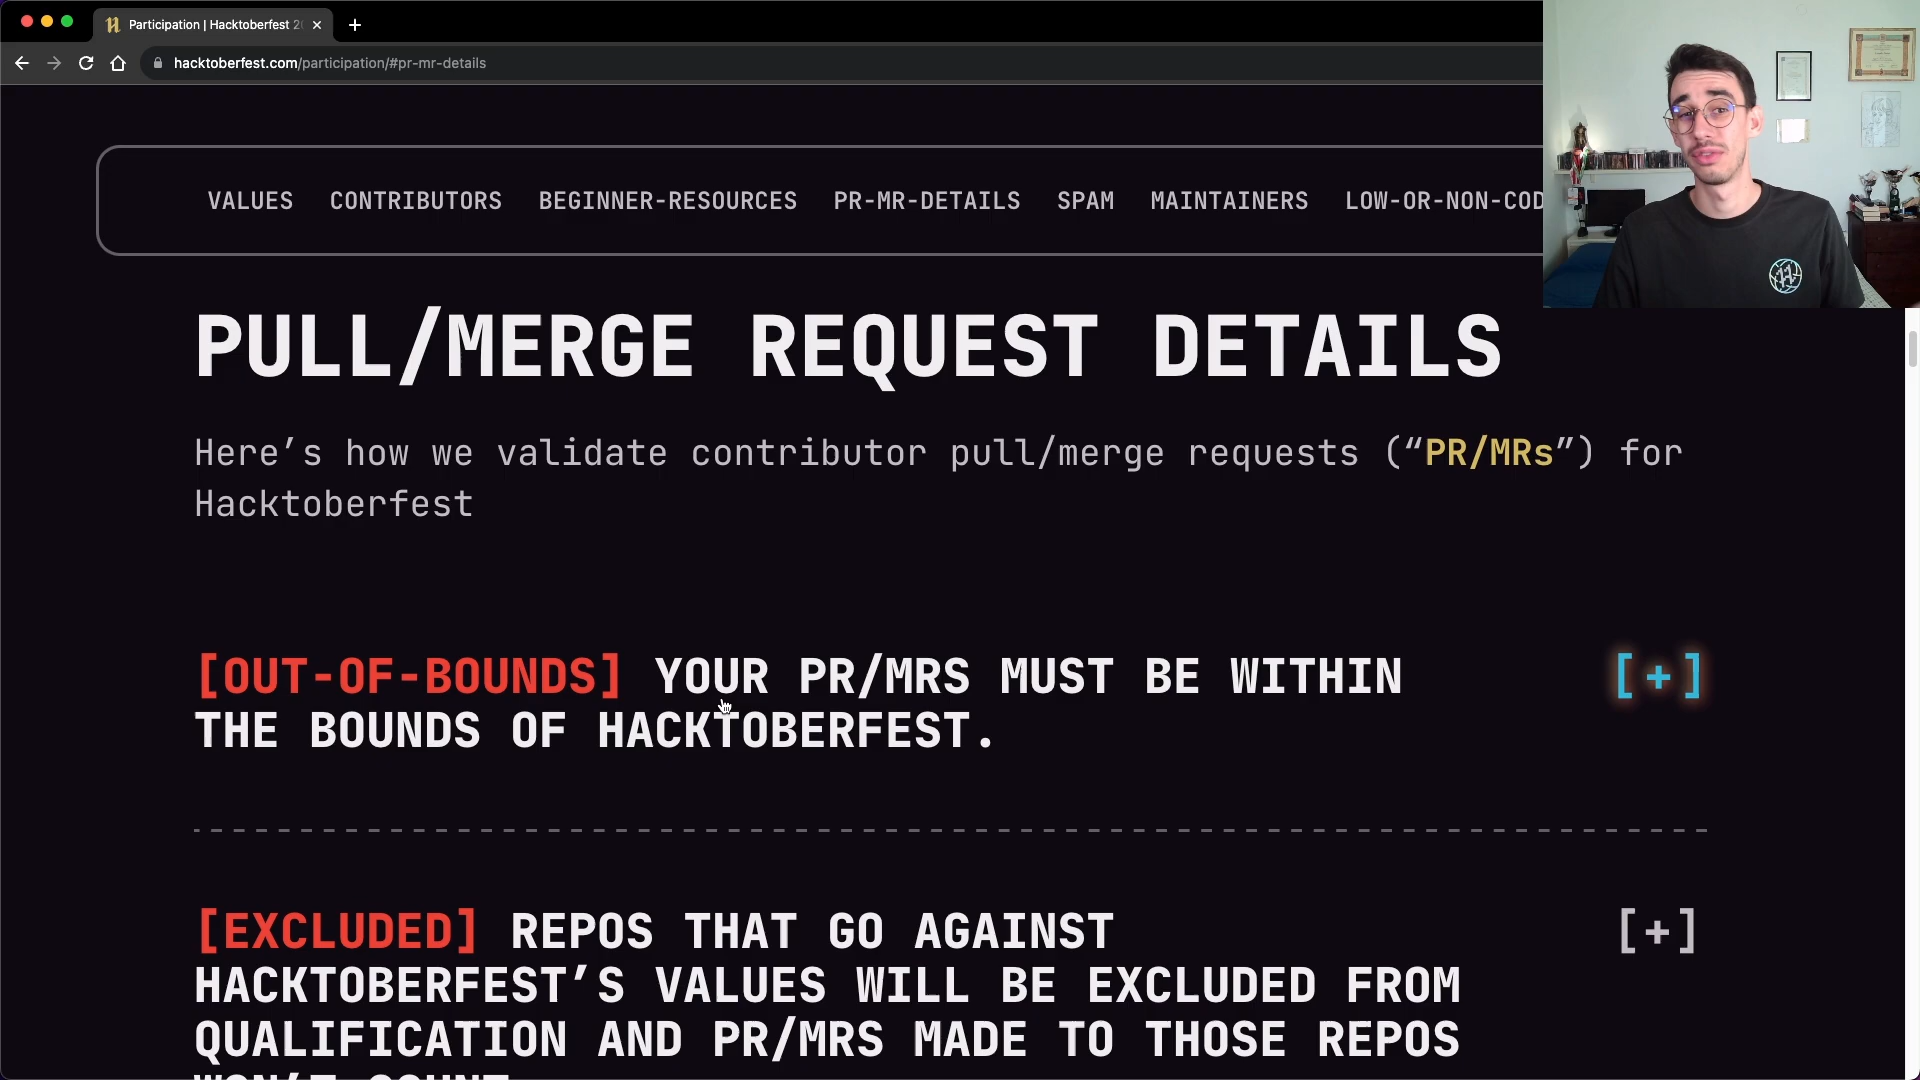 Participation | Hacktoberfest 20
hacktoberfest.com/participation/#pr-mr-details
VALUES CONTRIBUTORS BEGINNER-RESOURCES PR-MR-DETAILS SPAM MAINTAINERS LOW-OR-NON-COD
PULL/MERGE REQUEST DETAILS
Here’s how we validate contributor pull/merge requests (“PR/MRs”) for
Hacktoberfest
[OUT-OF-BOUNDS] YOUR PR/MRS MUST BE WITHIN [+]
THE BOUNDS OF HACKTOBERFEST.
[EXCLUDED] REPOS THAT GO AGAINST [+]
HACKTOBERFEST’S VALUES WILL BE EXCLUDED FROM
QUALIFICATION AND PR/MRS MADE TO THOSE REPOS
WON’T COUNT